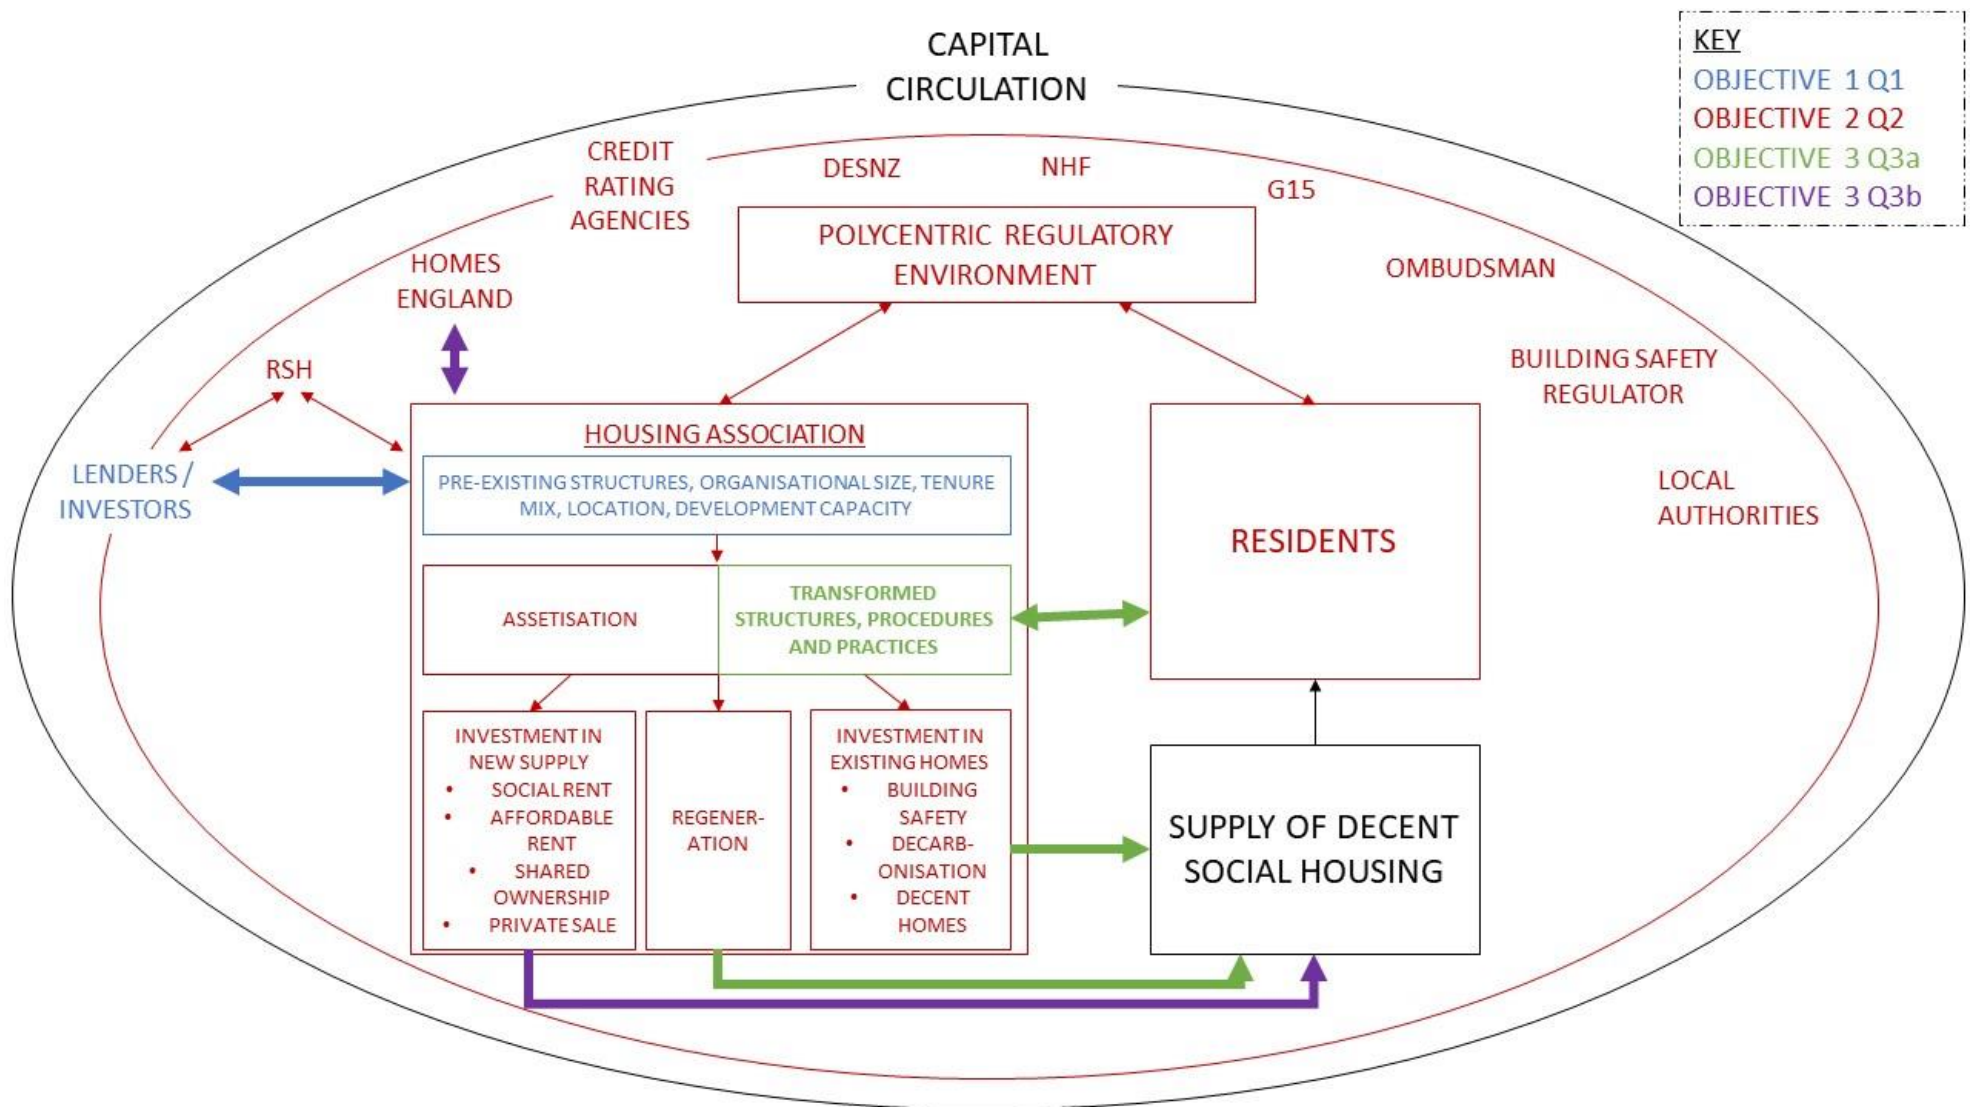 CAPITAL
CIRCULATION
KEY
OBJECTIVE 1 Q1
OBJECTIVE 2 Q2
OBJECTIVE 3 Q3a
OBJECTIVE 3 Q3b
CREDIT
RATING
AGENCIES
DESNZ
NHF
G15
POLYCENTRIC REGULATORY
ENVIRONMENT
HOMES
ENGLAND
OMBUDSMAN
RSH
BUILDING SAFETY
REGULATOR
LENDERS /
INVESTORS
LOCAL
AUTHORITIES
HOUSING ASSOCIATION
PRE-EXISTING STRUCTURES, ORGANISATIONAL SIZE, TENURE
MIX, LOCATION, DEVELOPMENT CAPACITY
RESIDENTS
ASSETISATION
TRANSFORMED
STRUCTURES, PROCEDURES
AND PRACTICES
INVESTMENT IN
NEW SUPPLY
• SOCIAL RENT
• AFFORDABLE
RENT
• SHARED
OWNERSHIP
• PRIVATE SALE
REGENER-
ATION
INVESTMENT IN
EXISTING HOMES
• BUILDING
SAFETY
• DECARB-
ONISATION
• DECENT
HOMES
SUPPLY OF DECENT
SOCIAL HOUSING